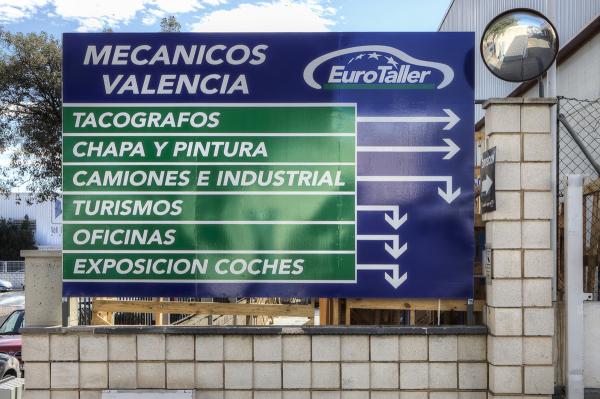 MECANICOS
VALENCIA
EuroTaller
TACOGRAFOS
CHAPA Y PINTURA
CAMIONES E INDUSTRIAL
TURISMOS
OFICINAS
EXPOSICION COCHES